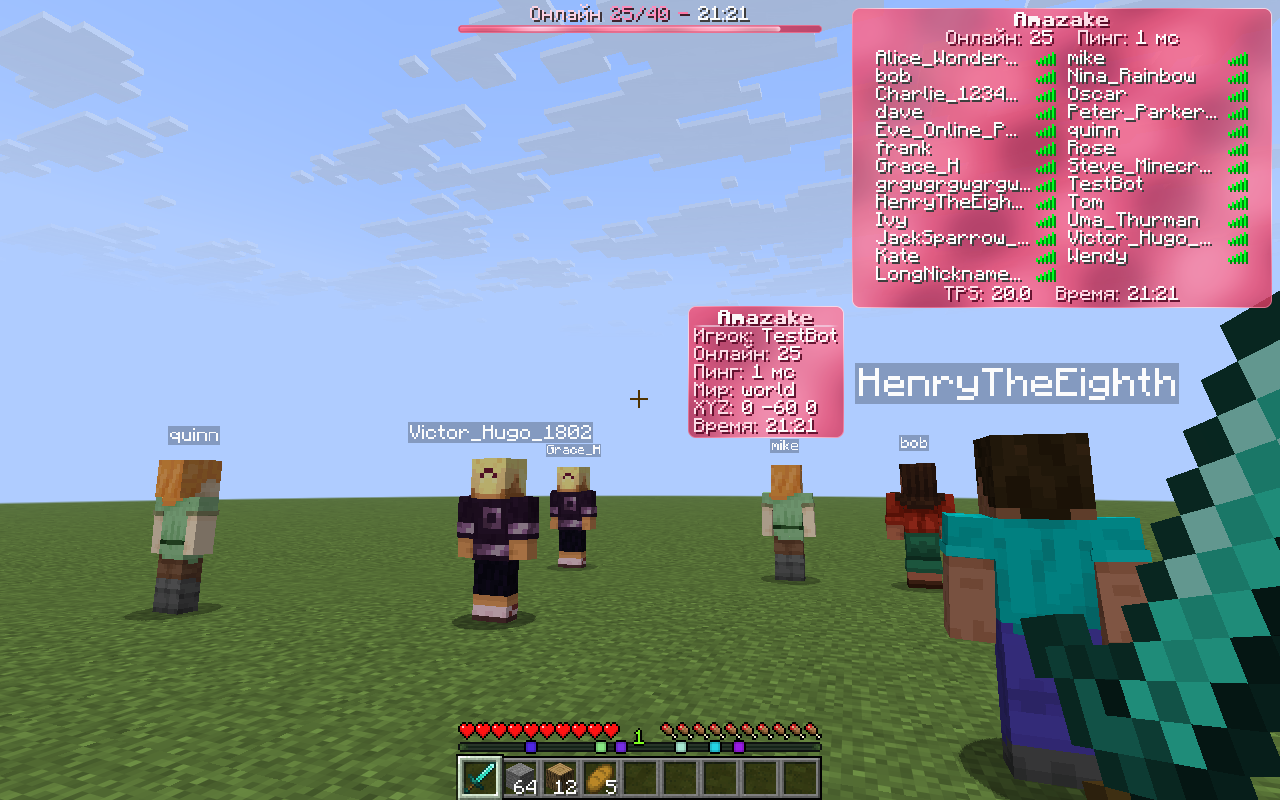 Онлайн 25/40 - 21:21
Amazake
Онлайн: 25 Пинг: 1 мс
Alice_Wonder... mike
bob Nina_Rainbow
Charlie_1234... Oscar
dave Peter_Parker...
Eve_Online_P... quinn
frank Rose
Grace_H Steve_Minecr...
grgwgrgwgrgw... TestBot
HenryTheEigh... Tom
Ivy Uma_Thurman
JackSparrow_... Victor_Hugo_...
Kate Wendy
LongNickname...
TPS: 20.0 Время: 21:21
Amazake
Игрок: TestBot
Онлайн: 25
Пинг: 1 мс
Мир: world
XYZ: 0 -60 0
Время: 21:21
HenryTheEighth
quinn
Victor_Hugo_1802
Grace_H
mike
bob
1
64 12 5